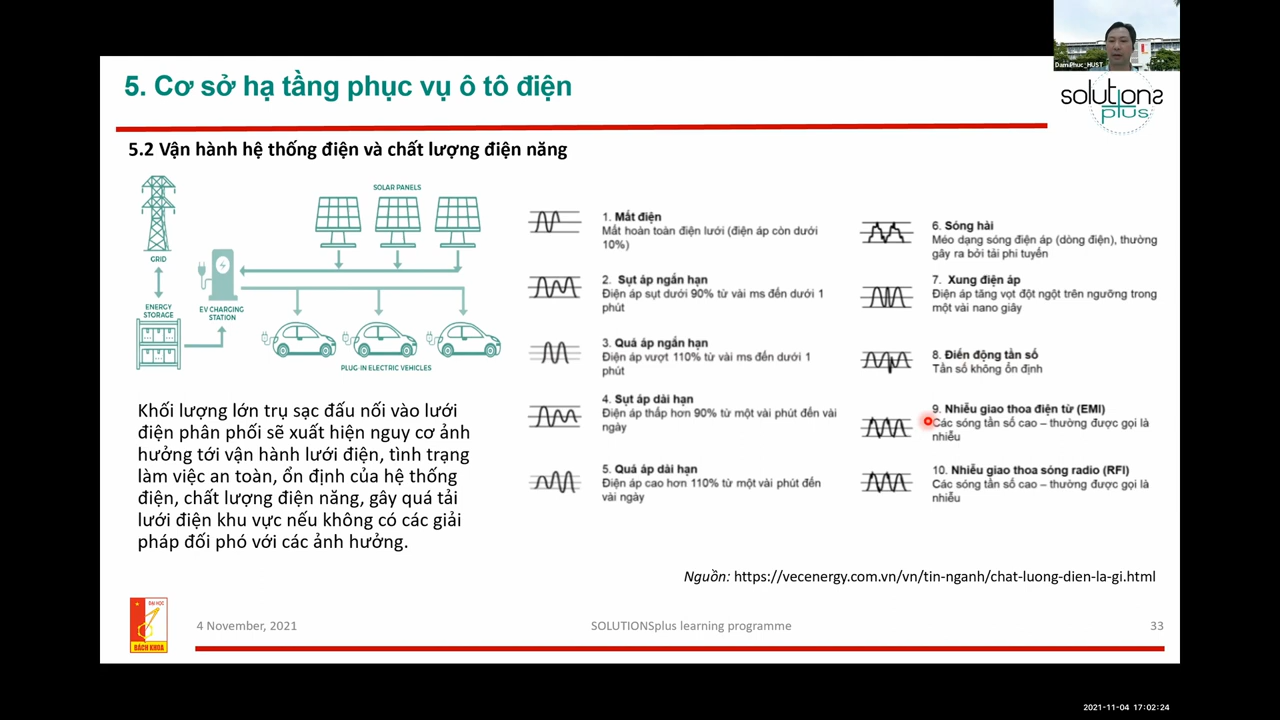 DamPhuc_HUST
solutions
plus
5. Cơ sở hạ tầng phục vụ ô tô điện
5.2 Vận hành hệ thống điện và chất lượng điện năng
SOLAR PANELS
GRID
ENERGY
STORAGE
EV CHARGING
STATION
PLUG-IN ELECTRIC VEHICLES
Khối lượng lớn trụ sạc đấu nối vào lưới
điện phân phối sẽ xuất hiện nguy cơ ảnh
hưởng tới vận hành lưới điện, tình trạng
làm việc an toàn, ổn định của hệ thống
điện, chất lượng điện năng, gây quá tải
lưới điện khu vực nếu không có các giải
pháp đối phó với các ảnh hưởng.
1. Mất điện
Mất hoàn toàn điện lưới (điện áp còn dưới
10%)
2. Sụt áp ngắn hạn
Điện áp sụt dưới 90% từ vài ms đến dưới 1
phút
3. Quá áp ngắn hạn
Điện áp vượt 110% từ vài ms đến dưới 1
phút
4. Sụt áp dài hạn
Điện áp thấp hơn 90% từ một vài phút đến vài
ngày
5. Quá áp dài hạn
Điện áp cao hơn 110% từ một vài phút đến
vài ngày
6. Sóng hài
Méo dạng sóng điện áp (dòng điện), thường
gây ra bởi tải phi tuyến
7. Xung điện áp
Điện áp tăng vọt đột ngột trên ngưỡng trong
một vài nano giây
8. Điến động tần số
Tần số không ổn định
9. Nhiễu giao thoa điện từ (EMI)
Các sóng tần số cao – thường được gọi là
nhiễu
10. Nhiễu giao thoa sóng radio (RFI)
Các sóng tần số cao – thường được gọi là
nhiễu
Nguồn: https://vecenergy.com.vn/vn/tin-nganh/chat-luong-dien-la-gi.html
ĐẠI HỌC
BÁCH KHOA
4 November, 2021
SOLUTIONSplus learning programme
33
2021-11-04 17:02:24